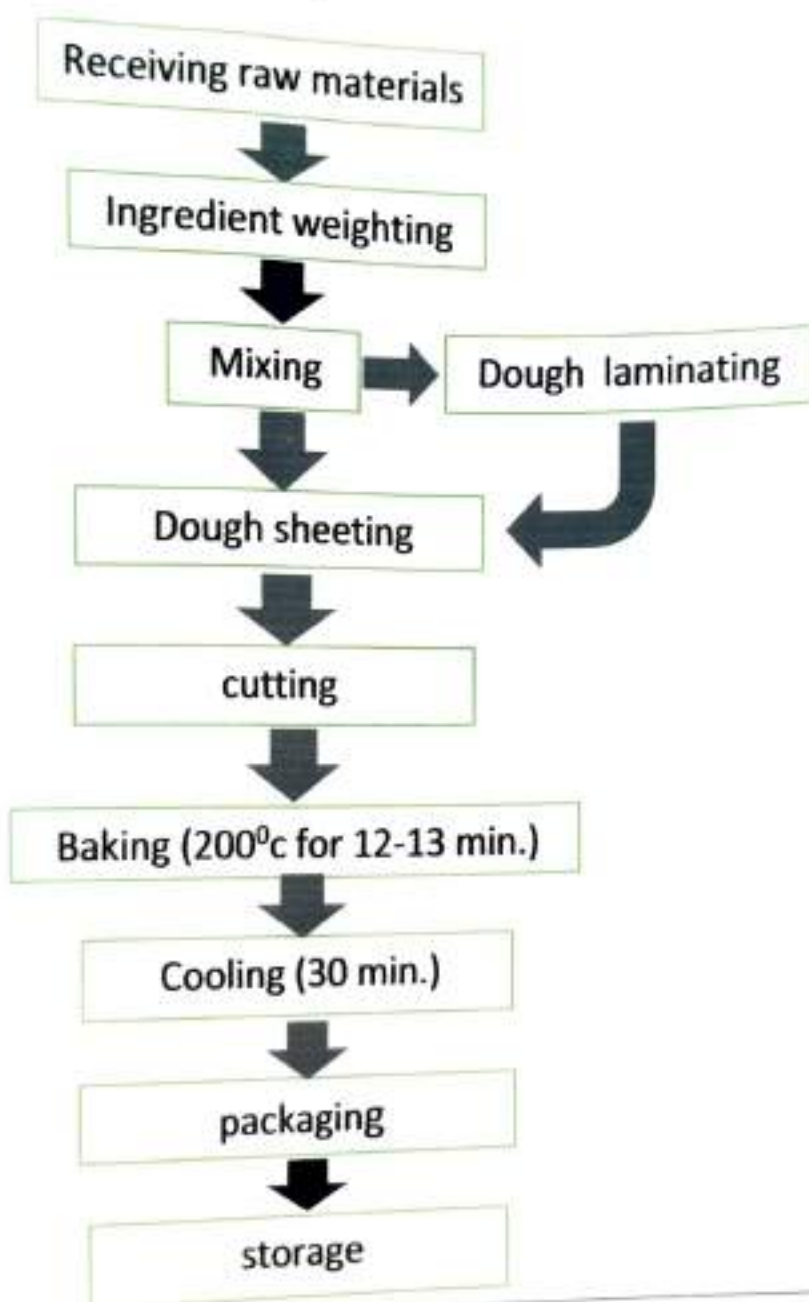 Receiving raw materials
Ingredient weighting
Mixing
Dough laminating
Dough sheeting
cutting
Baking (200⁰c for 12-13 min.)
Cooling (30 min.)
packaging
storage